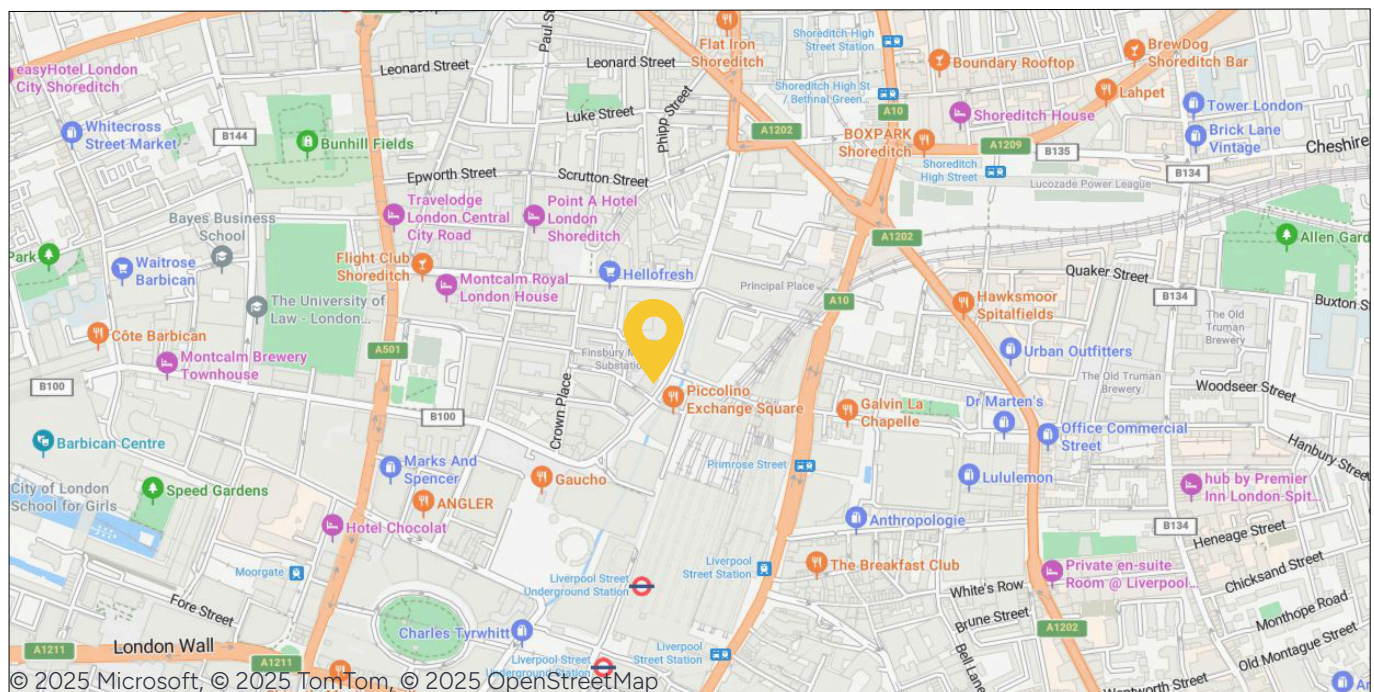 Paul St
Leonard Street
Leonard Street
Flat Iron
Shoreditch
Shoreditch High
Street Station
BrewDog
Shoreditch Bar
Boundary Rooftop
easyHotel London
City Shoreditch
Shoreditch High St
/ Bethnal Green...
Lahpet
Luke Street
Phipp Street
A10
Shoreditch House
Tower London
Whitecross
Street Market
B144
Bunhill Fields
A1202
BOXPARK
Shoreditch
A1209
B135
Brick Lane
Vintage
Cheshire
Shoreditch
High Street
B134
Epworth Street
Scrutton Street
Lucozade Power League
Travelodge
London Central
City Road
Point A Hotel
London
Shoreditch
Bayes Business
School
A1202
Allen Gard
Park
Waitrose
Barbican
Flight Club
Shoreditch
Hellofresh
Montcalm Royal
London House
Principal Place
Quaker Street
A10
B134
Buxton S
Hawksmoor
Spitalfields
The University of
Law - London...
The Old
Truman
Brewery
Côte Barbican
A501
Finsbury M
Substatio
Urban Outfitters
Montcalm Brewery
Townhouse
The Old Truman
Brewery
B100
Piccolino
Exchange Square
Woodseer Street
Crown Place
B100
Galvin La
Chapelle
Dr Marten's
Office Commercial
Street
Barbican Centre
Hanbury Street
Marks And
Spencer
Primrose Street
City of London
School for Girls
Speed Gardens
Gaucho
Lululemon
hub by Premier
Inn London Spit...
ANGLER
Hotel Chocolat
Anthropologie
B134
Heneage Street
Moorgate
Liverpool
Street Station
The Breakfast Club
Private en-suite
Room @ Liverpool...
Chicksand Street
Liverpool Street
Underground Station
White's Row
Fore Street
Brune Street
Monthope Road
A1202
Charles Tyrwhitt
London Wall
A1211
A1211
Liverpool
Street Station
Liverpool Street
Underground Station
Bell Lane
Old Montague Street
Wentworth Street
© 2025 Microsoft, © 2025 TomTom, © 2025 OpenStreetMap